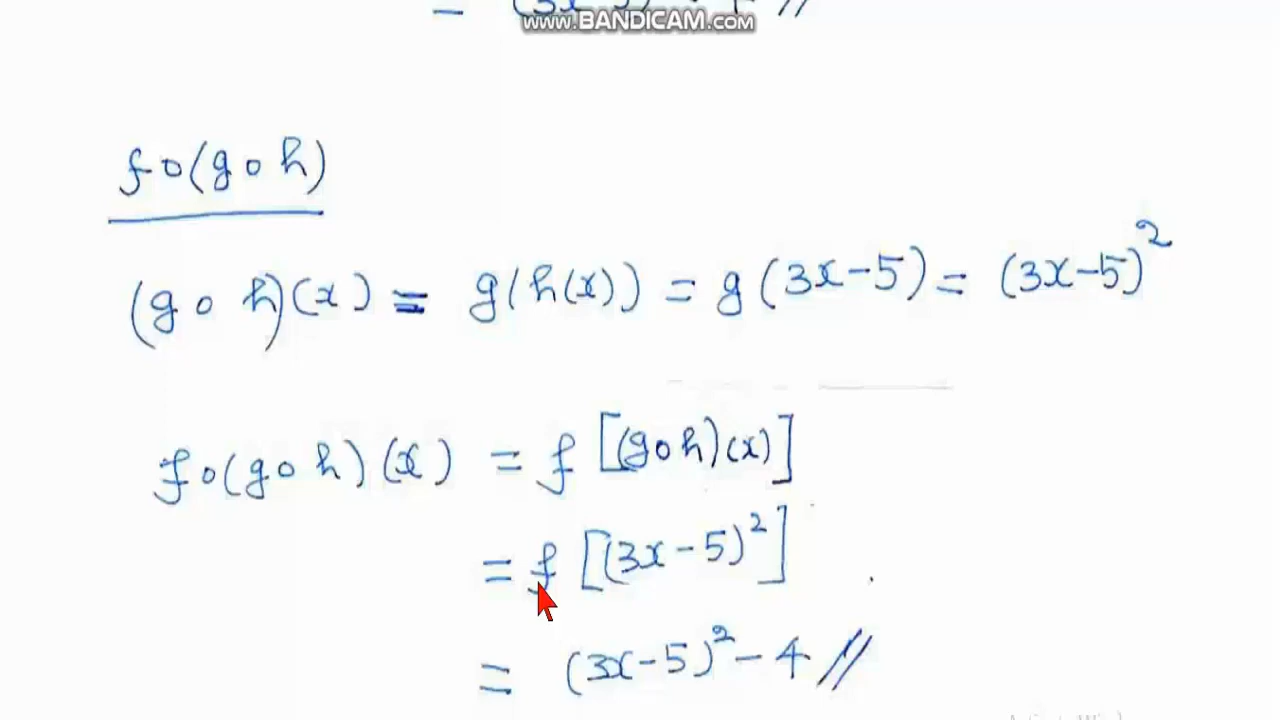 www.BANDICAM.com
fo(goh)
(goh)(x) = g(h(x)) = g(3x-5) = (3x-5)²
fo(goh)(x) = f[(goh)(x)]
= f[(3x-5)²]
= (3x-5)²-4//